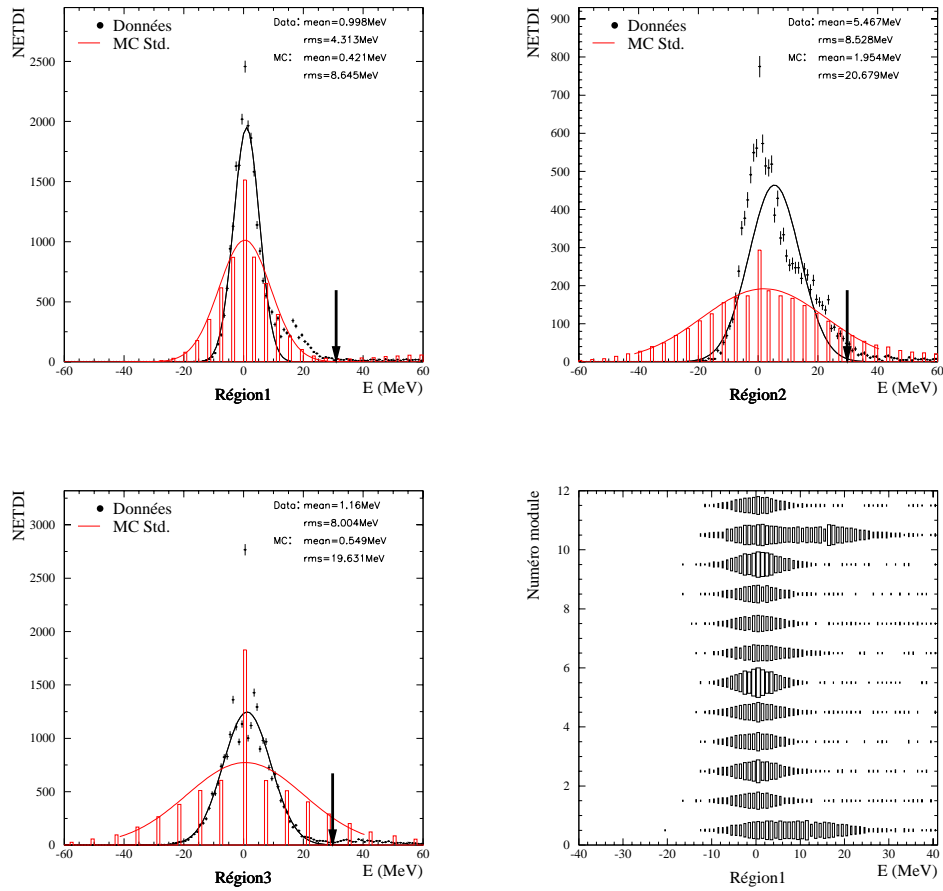 NETDI
Données
MC Std.
Data: mean=0.998MeV
rms=4.313MeV
MC: mean=0.421MeV
rms=8.645MeV
2500
2000
1500
1000
500
0
-60 -40 -20 0 20 40 60
Région1
E (MeV)
NETDI
Données
MC Std.
Data: mean=5.467MeV
rms=8.528MeV
MC: mean=1.954MeV
rms=20.679MeV
900
800
700
600
500
400
300
200
100
0
-60 -40 -20 0 20 40 60
Région2
E (MeV)
NETDI
Données
MC Std.
Data: mean=1.16MeV
rms=8.004MeV
MC: mean=0.549MeV
rms=19.631MeV
3000
2500
2000
1500
1000
500
0
-60 -40 -20 0 20 40 60
Région3
E (MeV)
Numéro module
12
10
8
6
4
2
0
-40 -30 -20 -10 0 10 20 30 40
Région1
E (MeV)